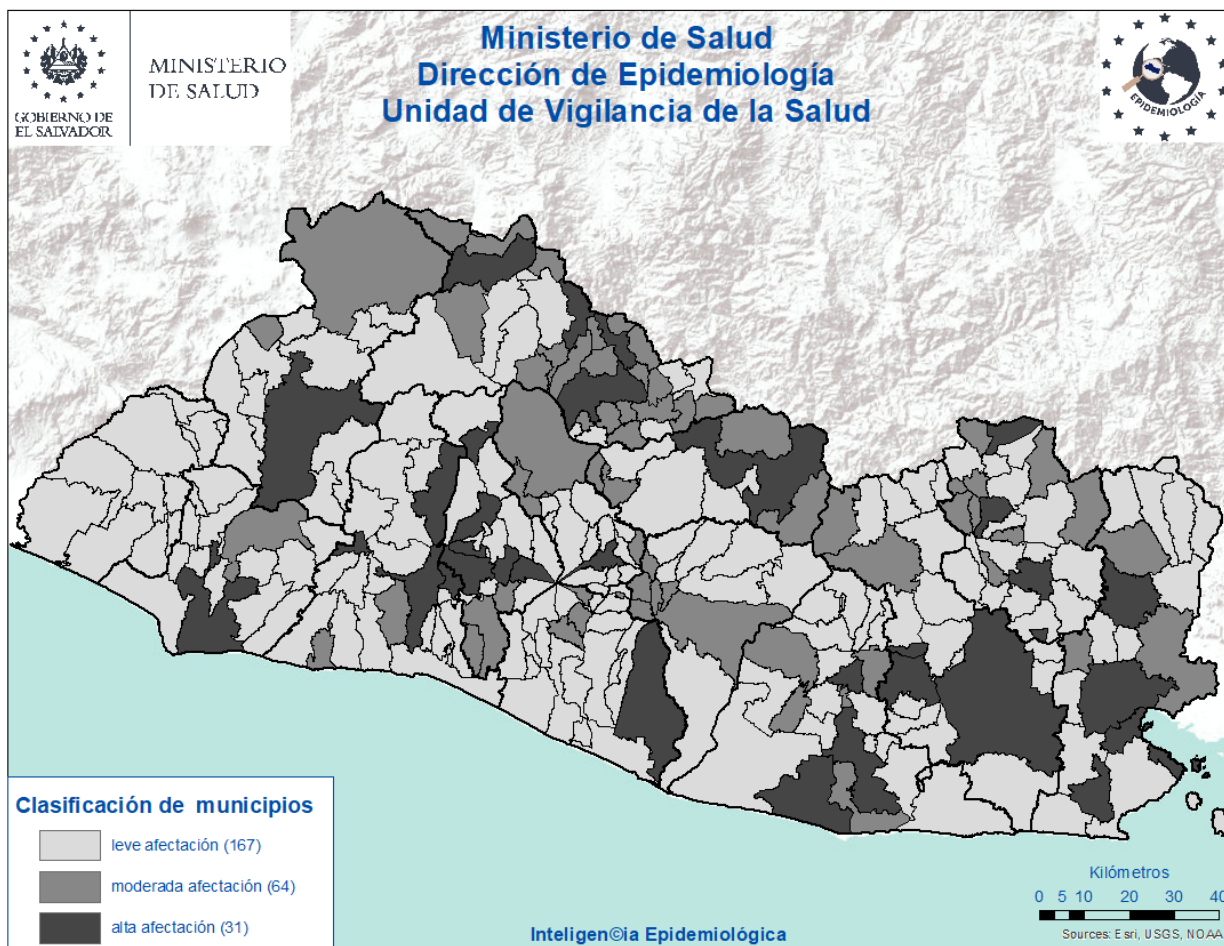 GOBIERNO DE
EL SALVADOR
MINISTERIO
DE SALUD
Ministerio de Salud
Dirección de Epidemiología
Unidad de Vigilancia de la Salud
EPIDEMIOLOGÍA
Clasificación de municipios
leve afectación (167)
moderada afectación (64)
alta afectación (31)
Inteligen©ia Epidemiológica
Kilómetros
0 5 10 20 30 40
Sources: Esri, USGS, NOAA